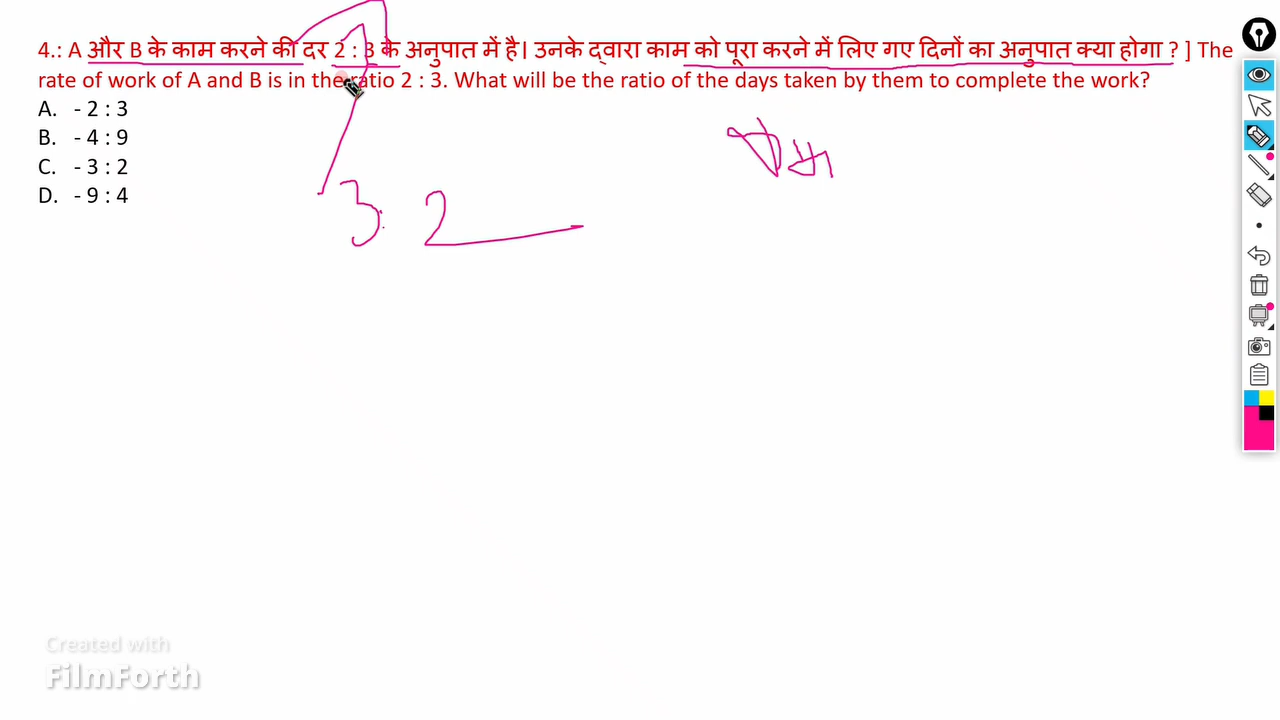 4.: A और B के काम करने की दर 2 : 3 के अनुपात में है। उनके द्वारा काम को पूरा करने में लिए गए दिनों का अनुपात क्या होगा ? ] The
rate of work of A and B is in the ratio 2 : 3. What will be the ratio of the days taken by them to complete the work?
A. - 2 : 3
B. - 4 : 9
C. - 3 : 2
D. - 9 : 4
3: 2
Created with
FilmForth